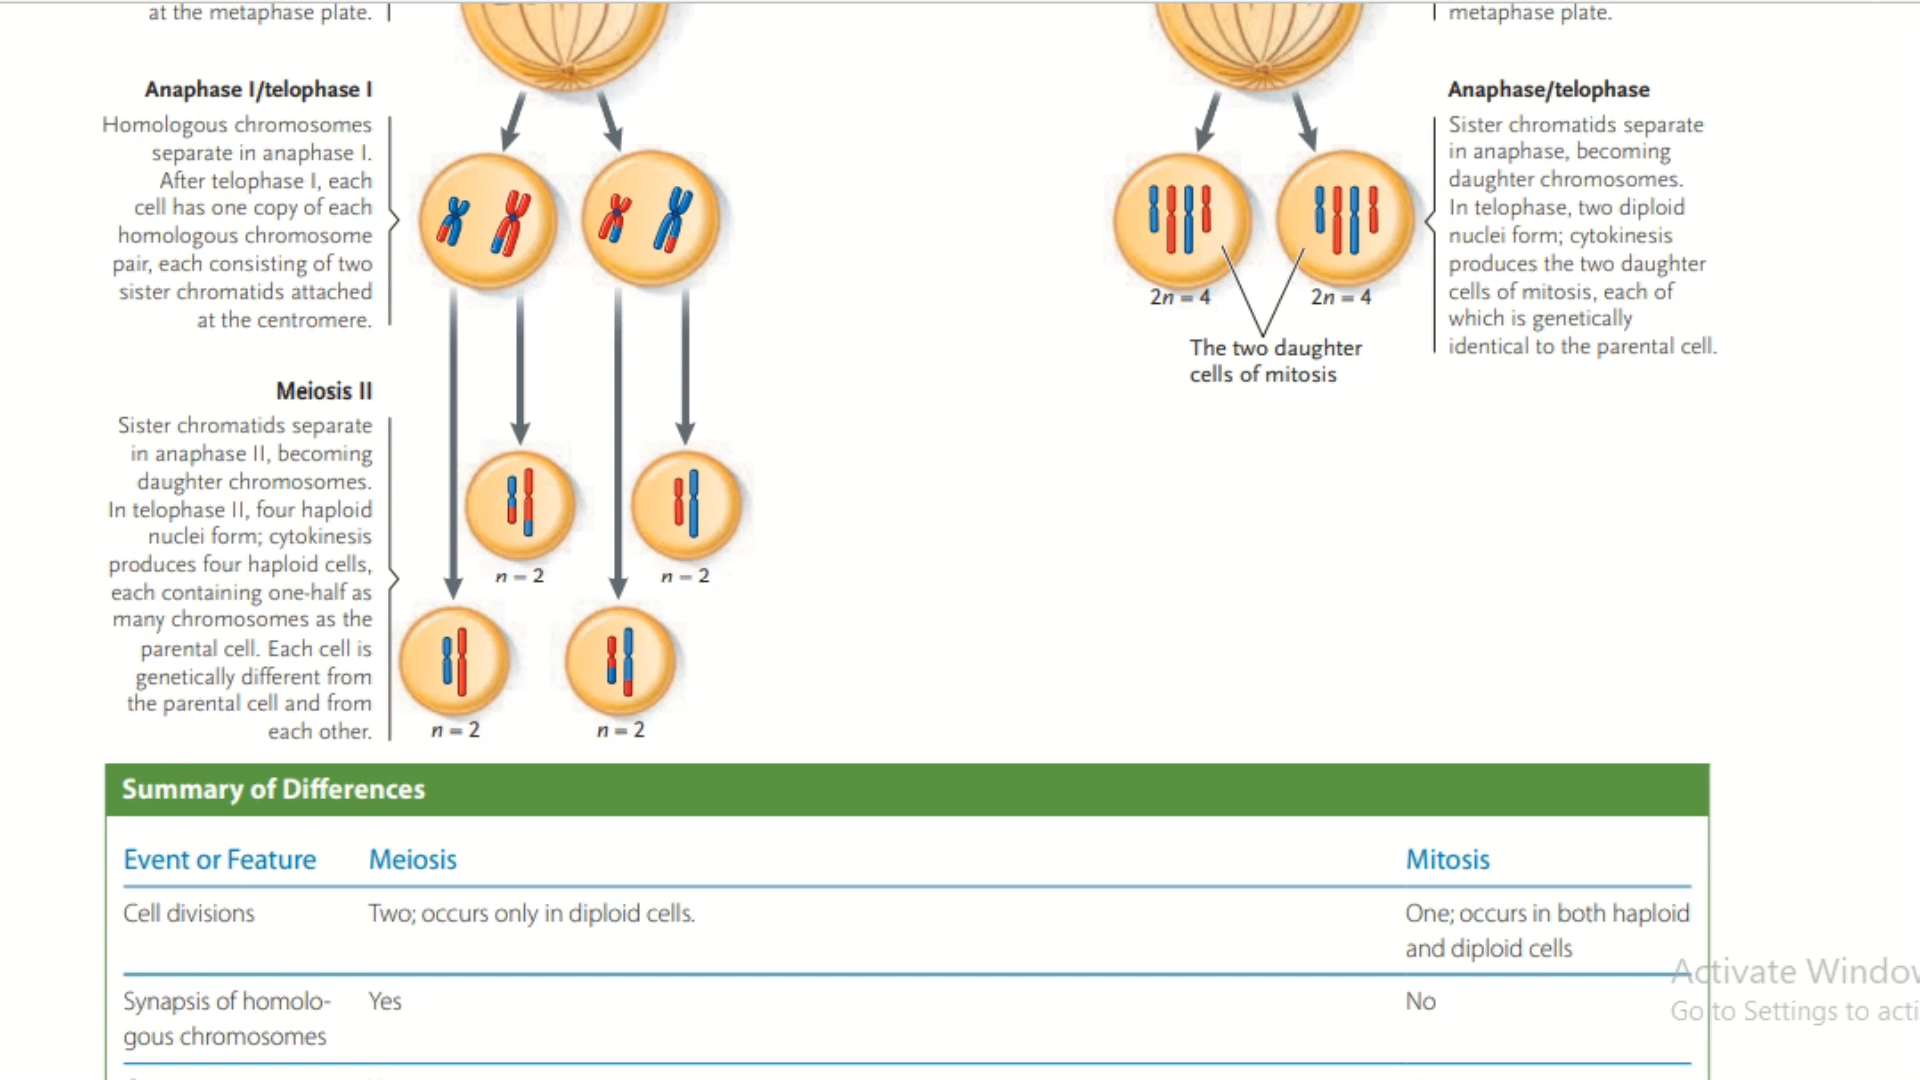 at the metaphase plate.
metaphase plate.
Anaphase I/telophase I
Homologous chromosomes
separate in anaphase I.
After telophase I, each
cell has one copy of each
homologous chromosome
pair, each consisting of two
sister chromatids attached
at the centromere.
Anaphase/telophase
Sister chromatids separate
in anaphase, becoming
daughter chromosomes.
In telophase, two diploid
nuclei form; cytokinesis
produces the two daughter
cells of mitosis, each of
which is genetically
identical to the parental cell.
2n = 4
2n = 4
The two daughter
cells of mitosis
Meiosis II
Sister chromatids separate
in anaphase II, becoming
daughter chromosomes.
In telophase II, four haploid
nuclei form; cytokinesis
produces four haploid cells,
each containing one-half as
many chromosomes as the
parental cell. Each cell is
genetically different from
the parental cell and from
each other.
n = 2
n = 2
n = 2
n = 2
Summary of Differences
Event or Feature Meiosis Mitosis
Cell divisions Two; occurs only in diploid cells. One; occurs in both haploid
and diploid cells
Synapsis of homolo- Yes No
gous chromosomes
Activate Window
Go to Settings to acti